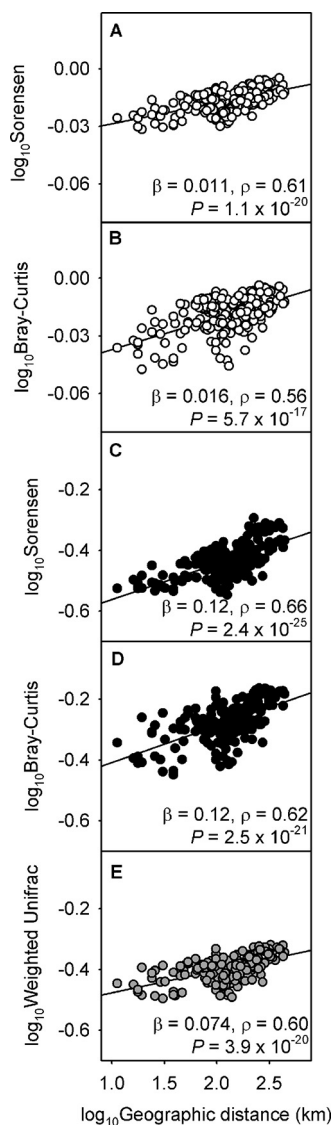 A
0.00
-0.03
-0.06
log10Sorensen
β = 0.011, ρ = 0.61
P = 1.1 x 10-20
B
0.00
-0.03
-0.06
log10Bray-Curtis
β = 0.016, ρ = 0.56
P = 5.7 x 10-17
C
-0.2
-0.4
-0.6
log10Sorensen
β = 0.12, ρ = 0.66
P = 2.4 x 10-25
D
-0.2
-0.4
-0.6
log10Bray-Curtis
β = 0.12, ρ = 0.62
P = 2.5 x 10-21
E
-0.2
-0.4
-0.6
log10Weighted Unifrac
β = 0.074, ρ = 0.60
P = 3.9 x 10-20
1.0 1.5 2.0 2.5
log10Geographic distance (km)